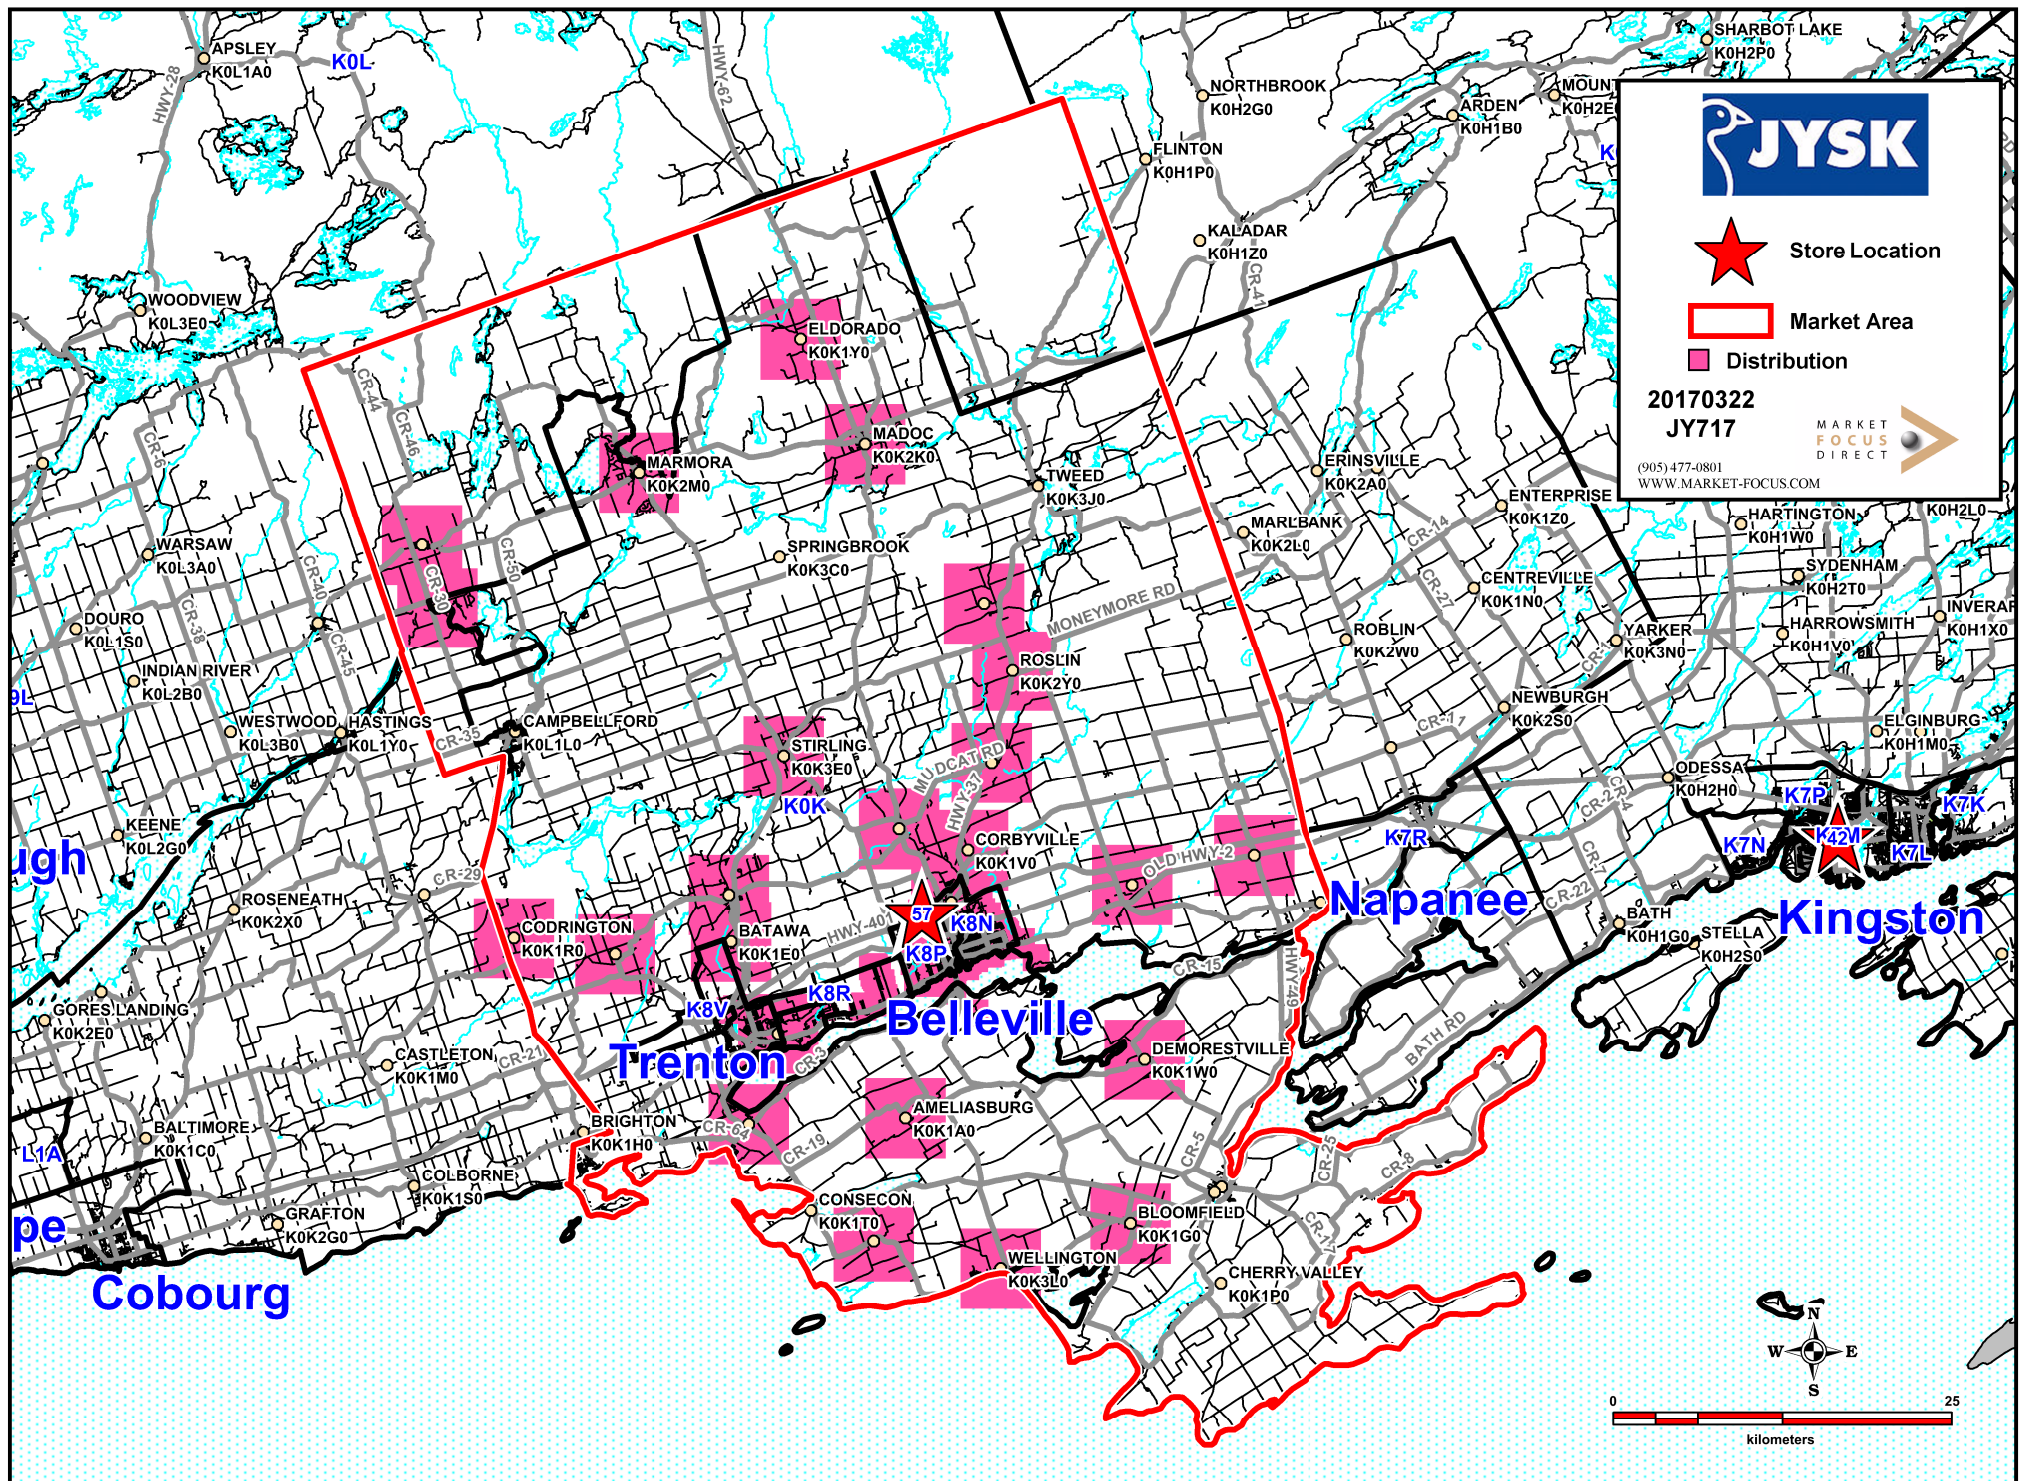 APSLEY
K0L1A0
K0L
HWY-28
HWY-62
SHARBOT LAKE
K0H2P0
NORTHBROOK
K0H2G0
ARDEN
K0H1B0
FLINTON
K0H1P0
KALADAR
K0H1Z0
CR-41
JYSK
Store Location
Market Area
Distribution
20170322
JY717
MARKET
FOCUS
DIRECT
(905) 477-0801
WWW.MARKET-FOCUS.COM
WOODVIEW
K0L3E0
ELDORADO
K0K1Y0
CR-44
CR-46
CR-6
MADOC
K0K2K0
MARMORA
K0K2M0
TWEED
K0K3J0
ERINSVILLE
K0K2A0
ENTERPRISE
K0K1Z0
MARLBANK
K0K2L0
CR-14
HARTINGTON
K0H1W0
K0H2L0
WARSAW
K0L3A0
CR-40
CR-50
CR-30
SPRINGBROOK
K0K3C0
CENTREVILLE
K0K1N0
CR-27
SYDENHAM
K0H2T0
DOURO
K0L1S0
CR-38
CR-45
MONEYMORE RD
ROBLIN
K0K2W0
YARKER
K0K3N0
HARROWSMITH
K0H1V0
K0H1X0
INDIAN RIVER
K0L2B0
ROSLIN
K0K2Y0
NEWBURGH
K0K2S0
CR-11
WESTWOOD
K0L3B0
HASTINGS
K0L1Y0
CR-35
CAMPBELLFORD
K0L1L0
STIRLING
K0K3E0
K0K
MUDCAT RD
HWY-37
ELGINBURG
K0H1M0
ODESSA
K0H2H0
CR-4
K7P
K7K
K7N
K7L
42
K7R
KEENE
K0L2G0
CORBYVILLE
K0K1V0
OLD HWY-2
CR-7
CR-22
CR-29
ROSENEATH
K0K2X0
CODRINGTON
K0K1R0
BATAWA
K0K1E0
HWY-401
57
K8N
K8P
K8R
K8V
Napanee
Kingston
BATH
K0H1G0
STELLA
K0H2S0
CR-15
HWY-49
Belleville
Trenton
GORES LANDING
K0K2E0
CASTLETON
K0K1M0
CR-21
CR-3
DEMORESTVILLE
K0K1W0
BATH RD
AMELIASBURG
K0K1A0
BRIGHTON
K0K1H0
CR-64
CR-19
CR-5
CR-25
CR-8
BALTIMORE
K0K1C0
L1A
COLBORNE
K0K1S0
GRAFTON
K0K2G0
CONSECON
K0K1T0
BLOOMFIELD
K0K1G0
CR-17
WELLINGTON
K0K3L0
CHERRY VALLEY
K0K1P0
Cobourg
N
W E
S
0 25
kilometers